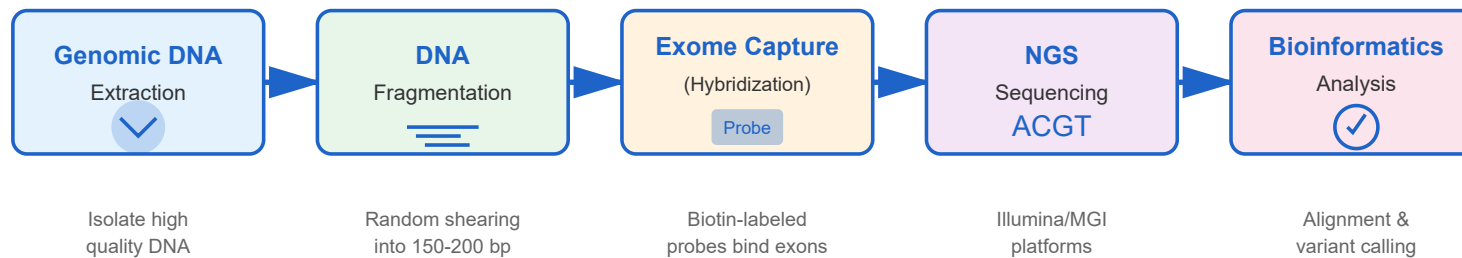 Genomic DNA
Extraction
DNA
Fragmentation
Exome Capture
(Hybridization)
Probe
NGS
Sequencing
ACGT
Bioinformatics
Analysis
Isolate high
quality DNA
Random shearing
into 150-200 bp
Biotin-labeled
probes bind exons
Illumina/MGI
platforms
Alignment &
variant calling